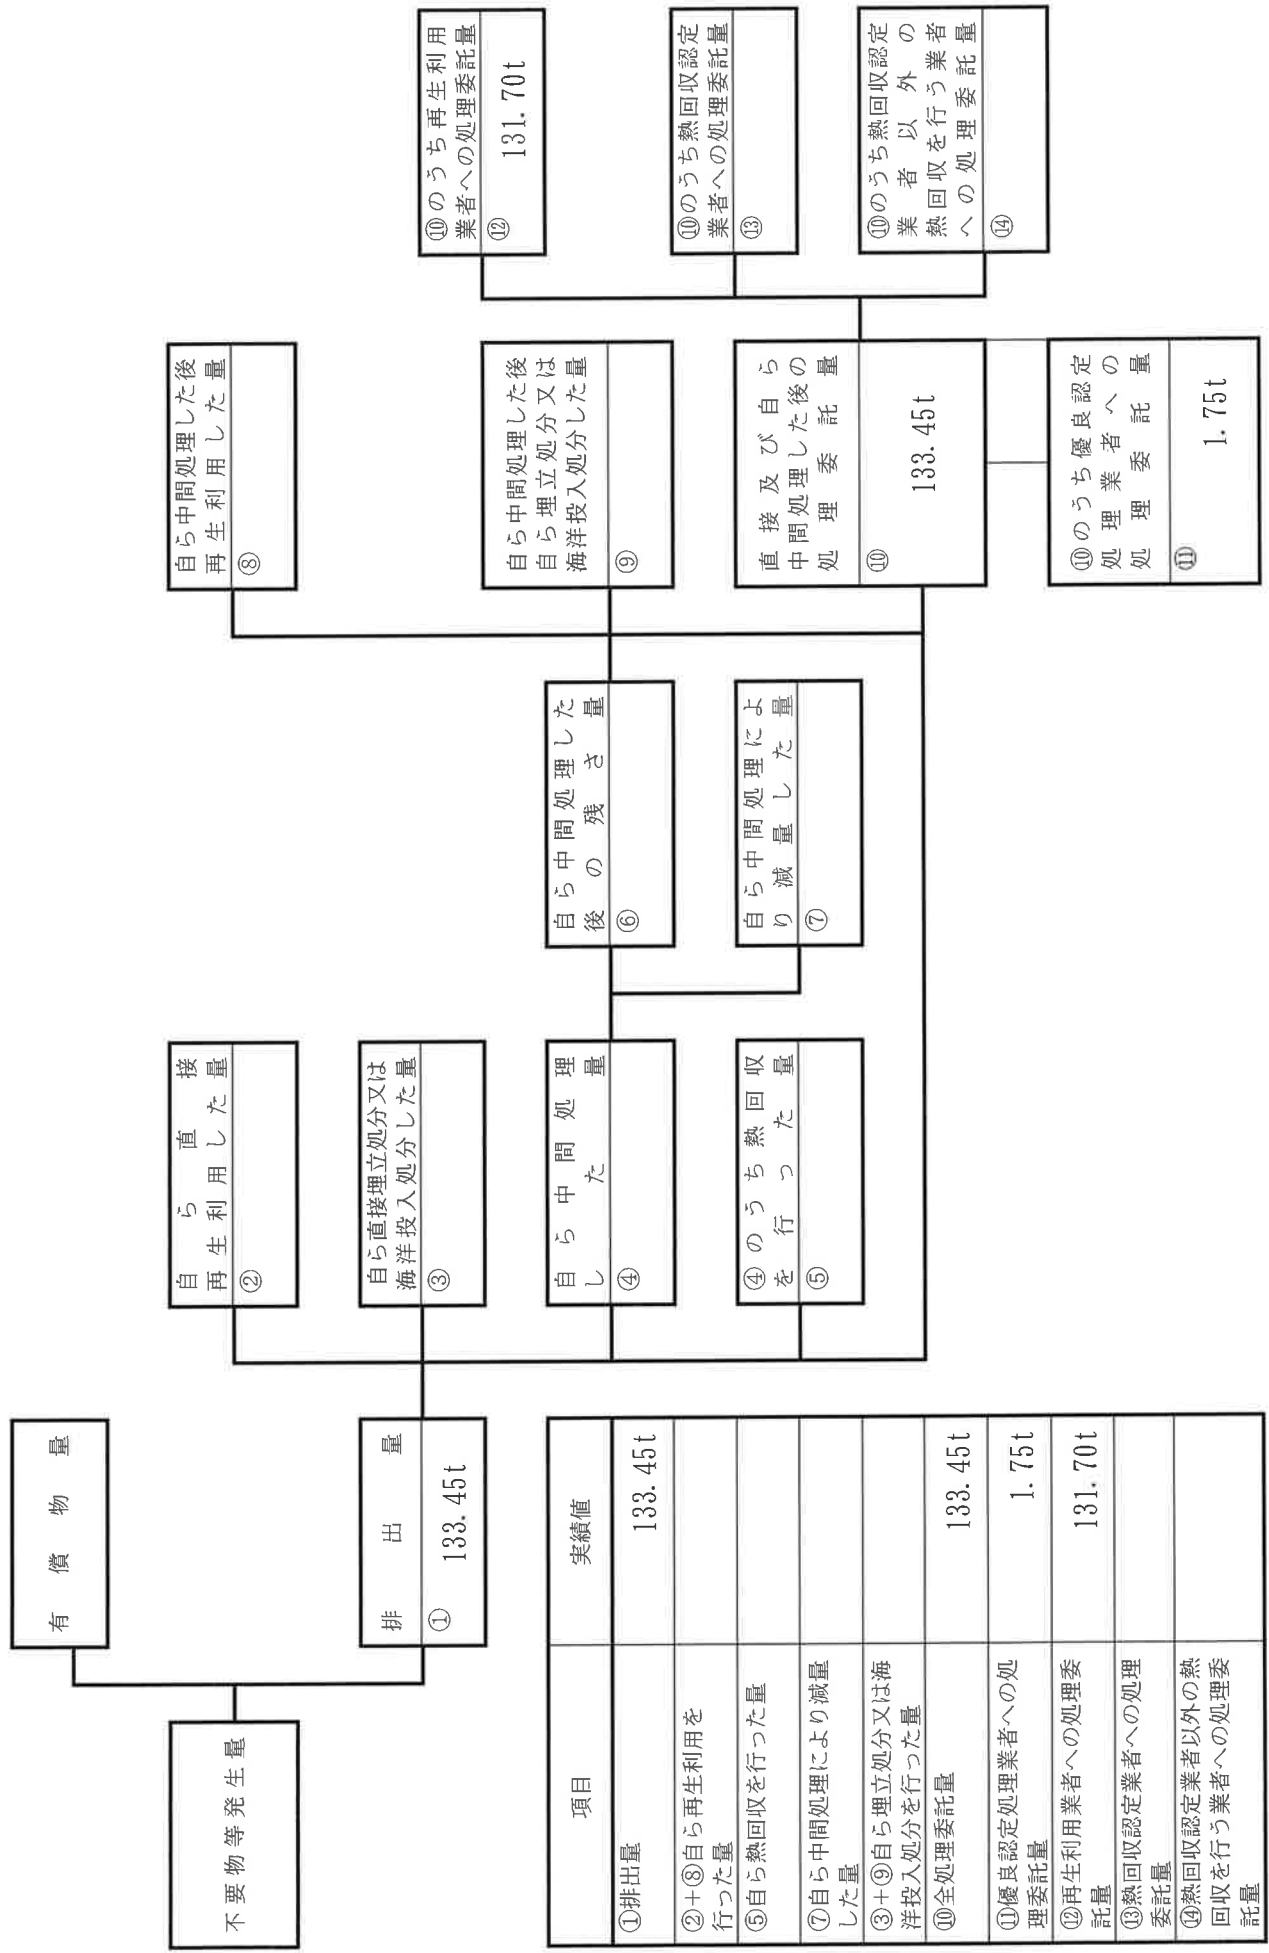 不要物等発生量
有償物量
排出量
① 133.45t
自ら直接
再生利用した量
②
自ら直接埋立処分又は
海洋投入処分した量
③
自ら中間処理
した量
④
④のうち熱回収
を行った量
⑤
自ら中間処理した
後の残さ量
⑥
自ら中間処理によ
り減量した量
⑦
自ら中間処理した後
再生利用した量
⑧
自ら中間処理した後
自ら埋立処分又は
海洋投入処分した量
⑨
直接及び自ら
中間処理した後の
処理委託量
⑩ 133.45t
⑩のうち優良認定
処理業者への
処理委託量
⑪ 1.75t
⑩のうち再生利用
業者への処理委託量
⑫ 131.70t
⑩のうち熱回収認定
業者への処理委託量
⑬
⑩のうち熱回収認定
業者以外の
熱回収を行う業者
への処理委託量
⑭
項目 実績値
①排出量 133.45t
②+⑧自ら再生利用を
行った量
⑤自ら熱回収を行った量
⑦自ら中間処理により減量
した量
③+⑨自ら埋立処分又は海
洋投入処分を行った量
⑩全処理委託量 133.45t
⑪優良認定処理業者への処
理委託量 1.75t
⑫再生利用業者への処理委
託量 131.70t
⑬熱回収認定業者への処理
委託量
⑭熱回収認定業者以外の熱
回収を行う業者への処理委
託量